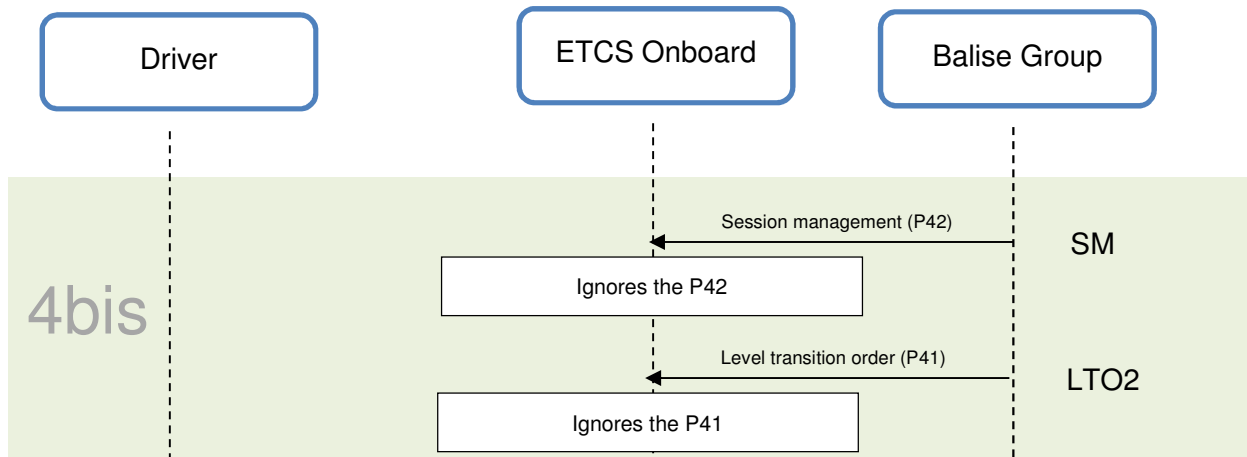 Driver
ETCS Onboard
Balise Group
Session management (P42)
SM
Ignores the P42
4bis
Level transition order (P41)
LTO2
Ignores the P41